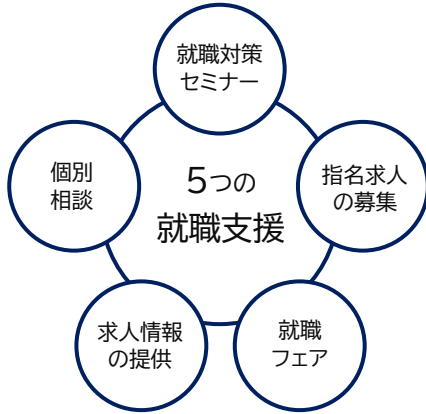 就職対策
セミナー
個別
相談
5つの
就職支援
指名求人
の募集
求人情報
の提供
就職
フェア